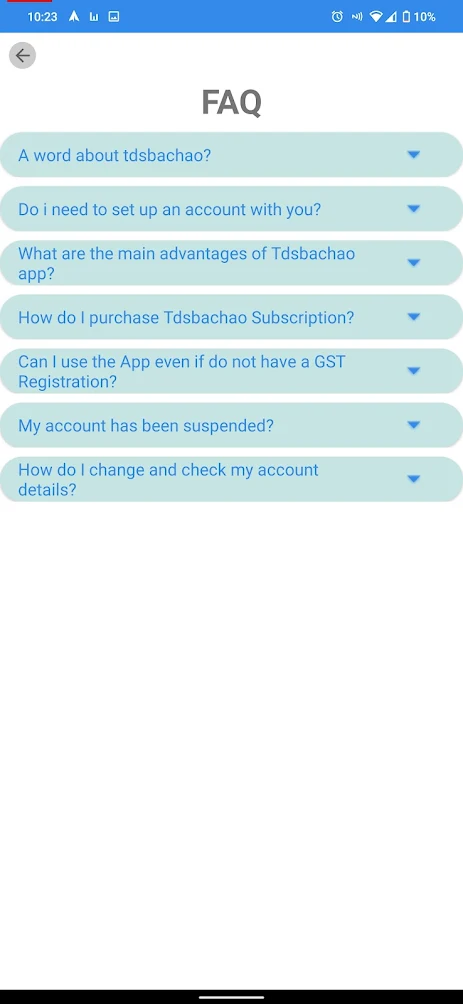 10:23
10%
FAQ
A word about tdsbachao?
Do i need to set up an account with you?
What are the main advantages of Tdsbachao
app?
How do I purchase Tdsbachao Subscription?
Can I use the App even if do not have a GST
Registration?
My account has been suspended?
How do I change and check my account
details?